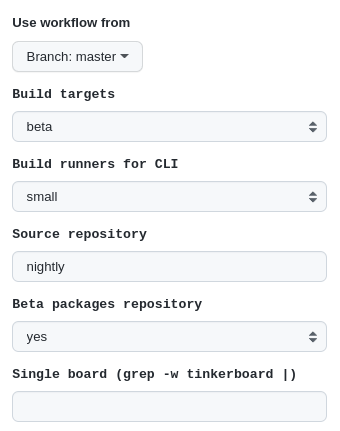 Use workflow from
Branch: master
Build targets
beta
Build runners for CLI
small
Source repository
nightly
Beta packages repository
yes
Single board (grep -w tinkerboard |)